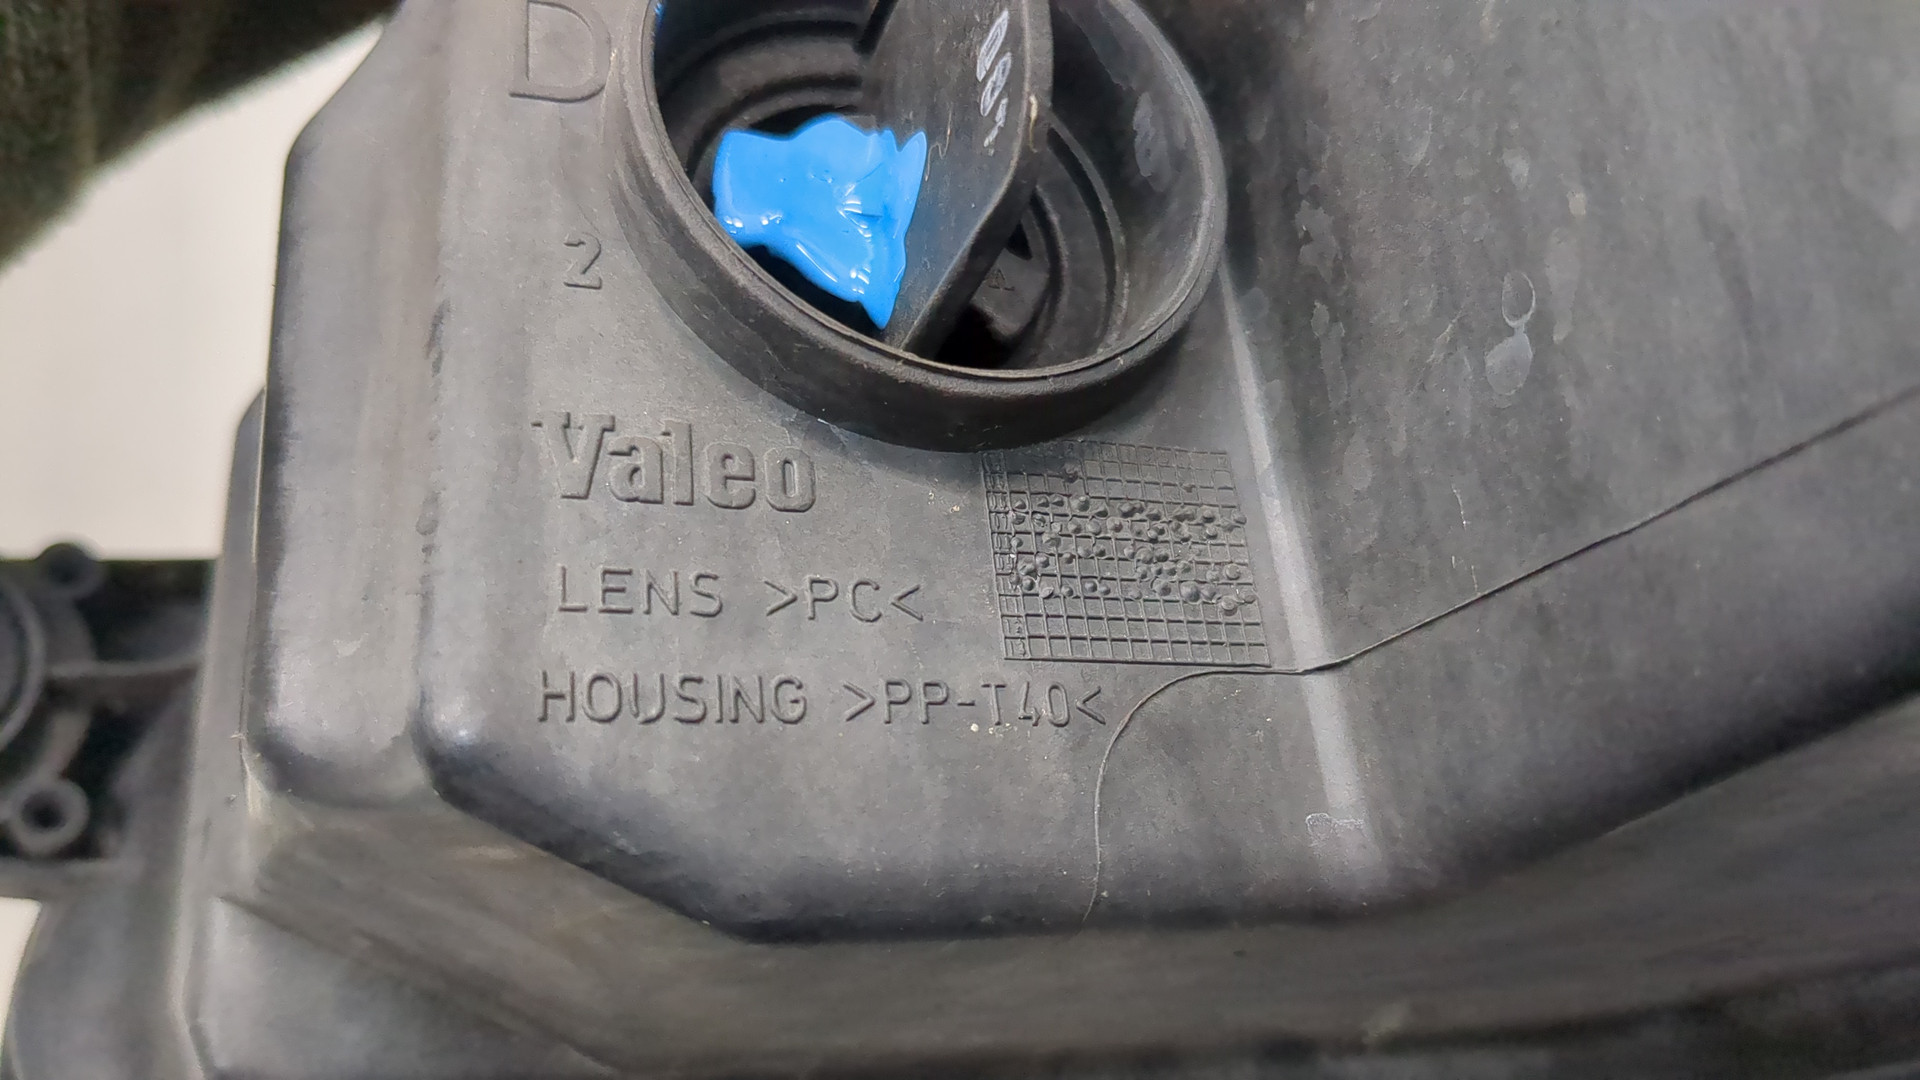 D
2
Valeo
LENS >PC<
HOUSING >PP-T40<